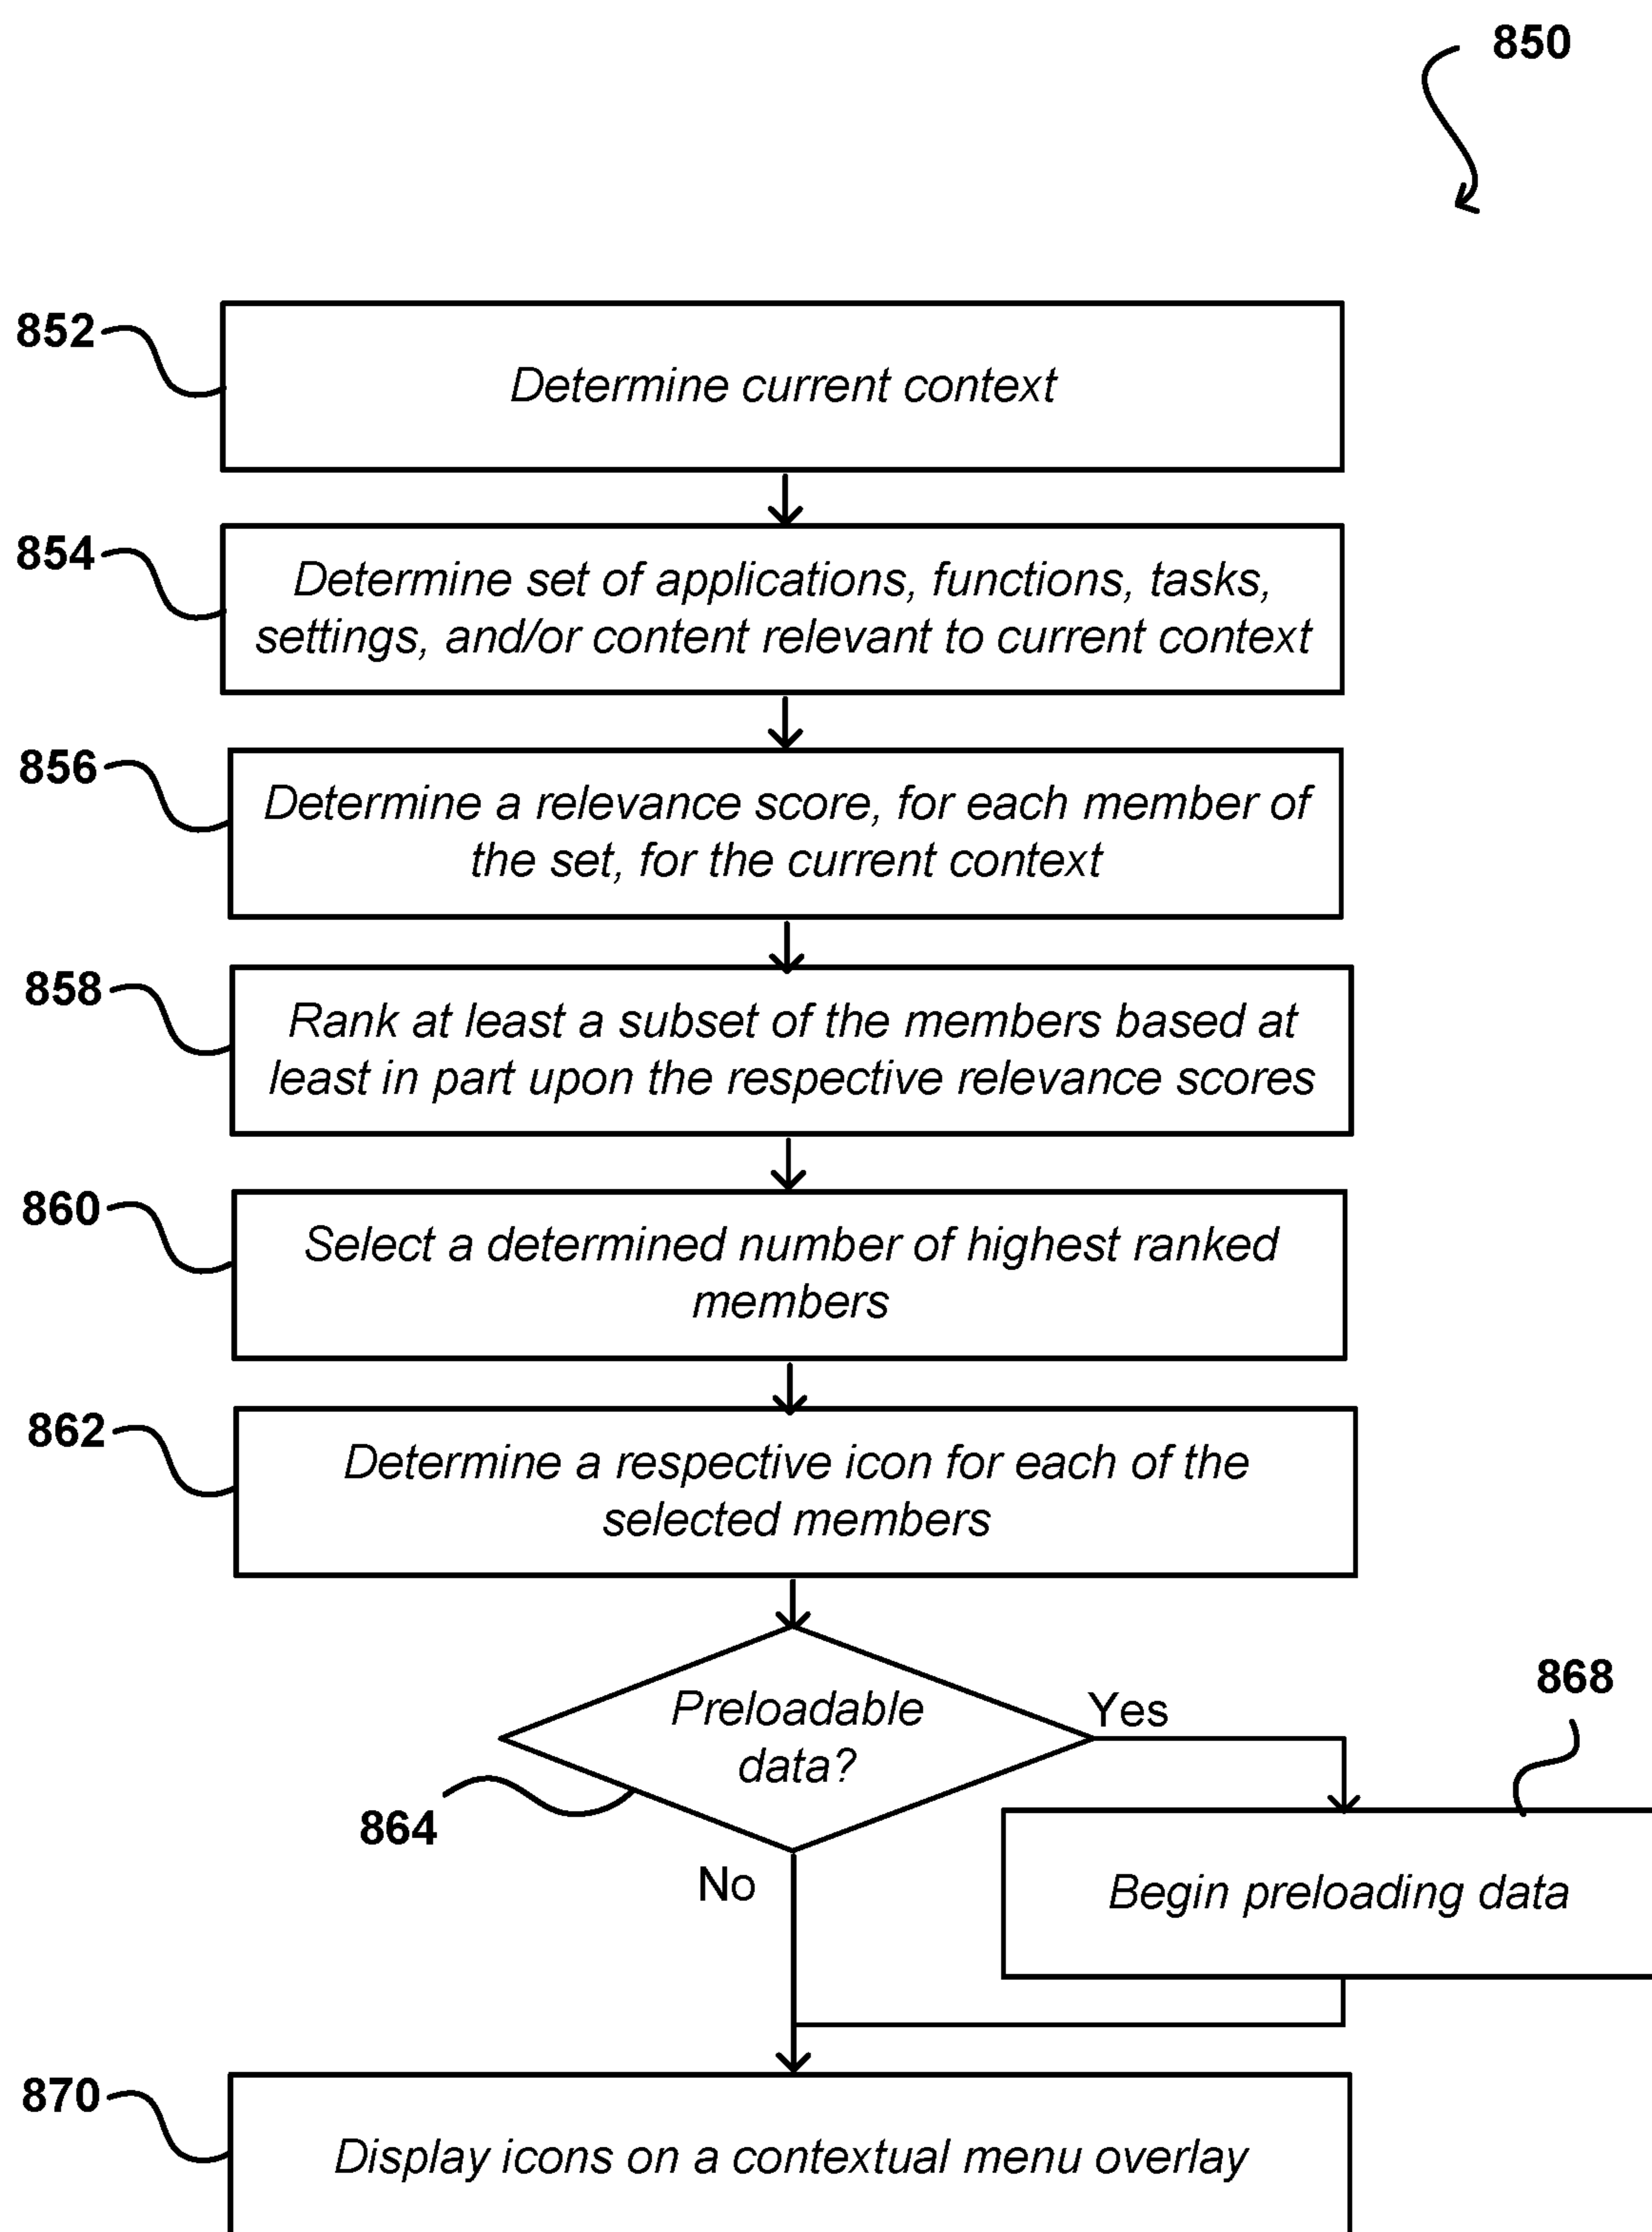 850
852
Determine current context
854
Determine set of applications, functions, tasks,
settings, and/or content relevant to current context
856
Determine a relevance score, for each member of
the set, for the current context
858
Rank at least a subset of the members based at
least in part upon the respective relevance scores
860
Select a determined number of highest ranked
members
862
Determine a respective icon for each of the
selected members
Preloadable
data?
Yes
868
864
No
Begin preloading data
870
Display icons on a contextual menu overlay